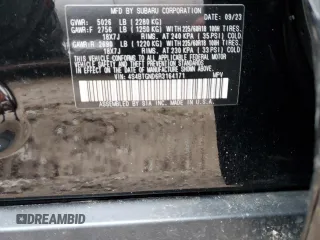 MFD BY SUBARU CORPORATION 09/23
GVWR: 5026 LB (2280 KG)
GAWR:F 2756 LB (1250 KG) WITH TIRES 225/60R18 100H
18X7J RIMS, AT 240 KPA (35 PSI) COLD.
GAWR:R 2690 LB (1220 KG) WITH TIRES 225/60R18 100H
18X7J RIMS, AT 230 KPA (33 PSI) COLD.
THIS VEHICLE CONFORMS TO ALL APPLICABLE
FEDERAL MOTOR VEHICLE SAFETY, BUMPER, AND
THEFT PREVENTION STANDARDS IN EFFECT ON
THE DATE OF MANUFACTURE SHOWN ABOVE.
VIN: 4S4BTGND6R3164173 MPV
ASSEMBLED BY SIA, INC. IN U.S.A.
DREAMBID